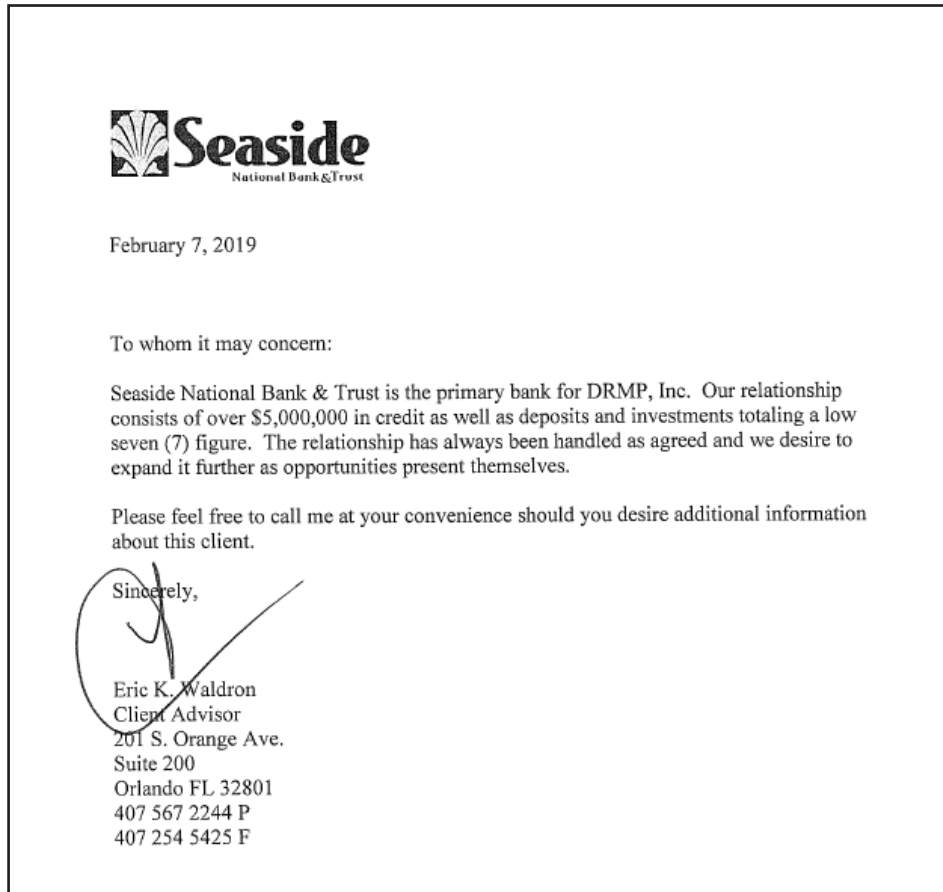 Seaside
National Bank & Trust
February 7, 2019
To whom it may concern:
Seaside National Bank & Trust is the primary bank for DRMP, Inc. Our relationship
consists of over $5,000,000 in credit as well as deposits and investments totaling a low
seven (7) figure. The relationship has always been handled as agreed and we desire to
expand it further as opportunities present themselves.
Please feel free to call me at your convenience should you desire additional information
about this client.
Sincerely,
Eric K. Waldron
Client Advisor
201 S. Orange Ave.
Suite 200
Orlando FL 32801
407 567 2244 P
407 254 5425 F